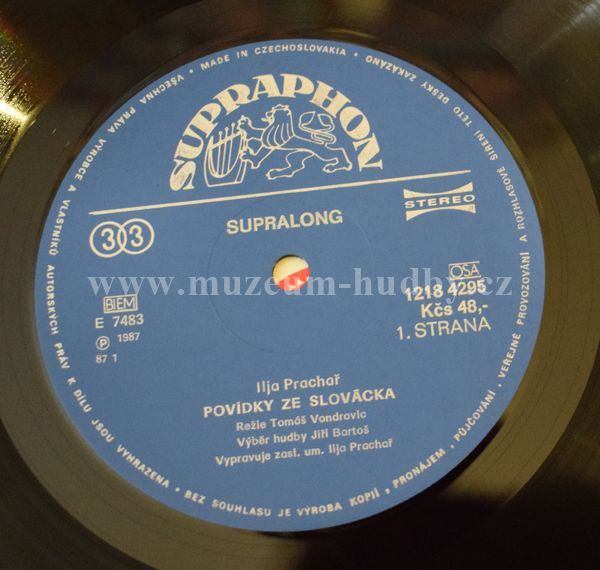 VŠECHNA PRÁVA VÝROBCE A VLASTNÍKŮ AUTORSKÝCH PRÁV K DÍLU JSOU VYHRAZENA • BEZ SOUHLASU JE VÝROBA KOPIÍ, PRONÁJEM, PŮJČOVÁNÍ, VEŘEJNÉ PROVOZOVÁNÍ A ROZHLASOVÉ ŠÍŘENÍ TÉTO DESKY ZAKÁZÁNO • MADE IN CZECHOSLOVAKIA •
SUPRAPHON
33
SUPRALONG
STEREO
www.muzeum-hudby.cz
BIEM
E 7483
Ⓟ 1987
87 1
OSA
1218 4295
Kčs 48,-
1. STRANA
Ilja Prachař
POVÍDKY ZE SLOVÁCKA
Režie Tomáš Vondrovic
Výběr hudby Jiří Bartoš
Vypravuje zasl. um. Ilja Prachař